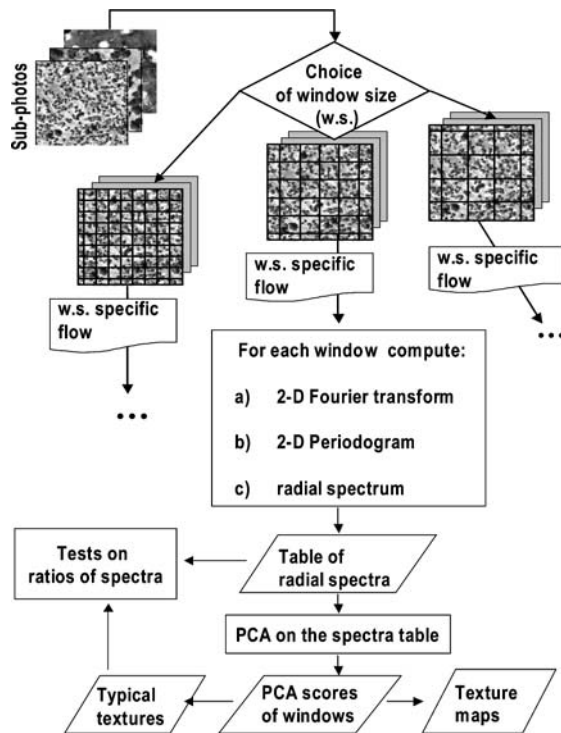 Sub-photos
Choice
of window size
(w.s.)
w.s. specific
flow
w.s. specific
flow
w.s. specific
flow
...
...
For each window compute:
a) 2-D Fourier transform
b) 2-D Periodogram
c) radial spectrum
Tests on
ratios of spectra
Table of
radial spectra
PCA on the spectra table
Typical
textures
PCA scores
of windows
Texture
maps